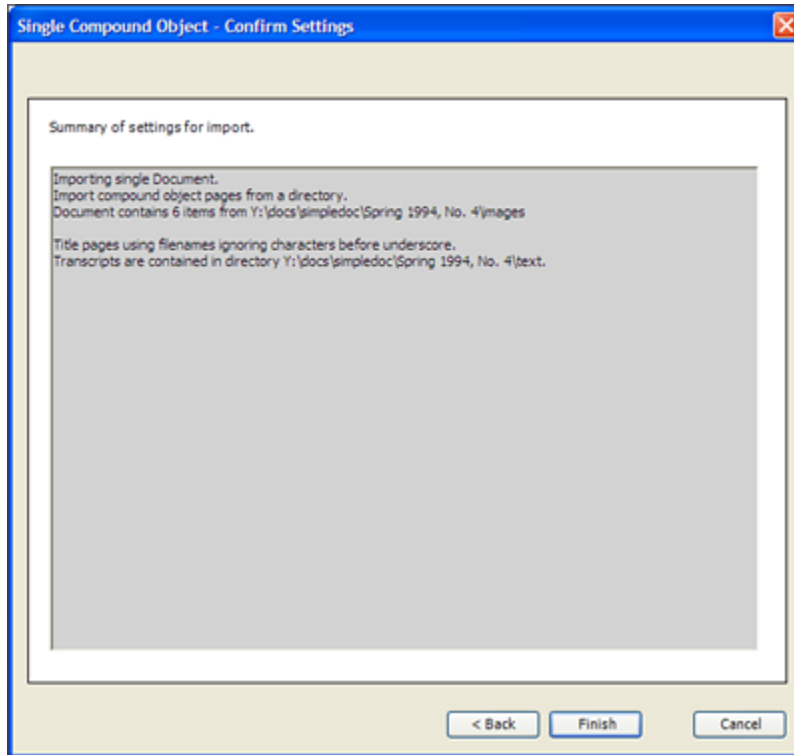 Single Compound Object - Confirm Settings
Summary of settings for import.
Importing single Document.
Import compound object pages from a directory.
Document contains 6 items from Y:\docs\simpledoc\Spring 1994, No. 4\images
Title pages using filenames ignoring characters before underscore.
Transcripts are contained in directory Y:\docs\simpledoc\Spring 1994, No. 4\text.
< Back
Finish
Cancel